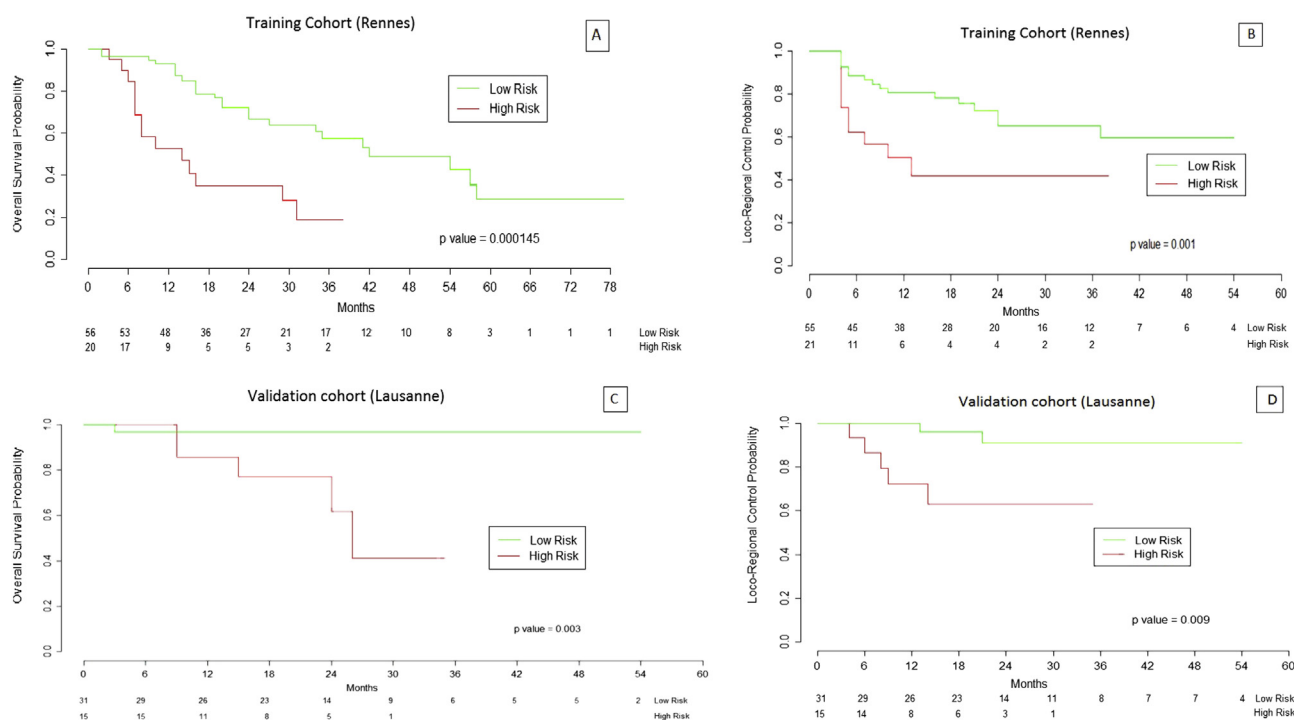 Training Cohort (Rennes)
A
Overall Survival Probability
1.0
0.8
0.6
0.4
0.2
0.0
Low Risk
High Risk
p value = 0.000145
0 6 12 18 24 30 36 42 48 54 60 66 72 78
Months
56 53 48 36 27 21 17 12 10 8 3 1 1 1 Low Risk
20 17 9 5 5 3 2 High Risk
Training Cohort (Rennes)
B
Loco-Regional Control Probability
1.0
0.8
0.6
0.4
0.2
0.0
Low Risk
High Risk
p value = 0.001
0 6 12 18 24 30 36 42 48 54 60
Months
55 45 38 28 20 16 12 7 6 4 Low Risk
21 11 6 4 4 2 2 High Risk
Validation cohort (Lausanne)
C
Overall Survival Probability
1.0
0.8
0.6
0.4
0.2
0.0
Low Risk
High Risk
p value = 0.003
0 6 12 18 24 30 36 42 48 54 60
Months
31 29 26 23 14 9 6 5 5 2 Low Risk
15 15 11 8 5 1 High Risk
Validation cohort (Lausanne)
D
Loco-Regional Control Probability
1.0
0.8
0.6
0.4
0.2
0.0
Low Risk
High Risk
p value = 0.009
0 6 12 18 24 30 36 42 48 54 60
Months
31 29 26 23 14 11 8 7 7 4 Low Risk
15 14 8 6 3 1 High Risk